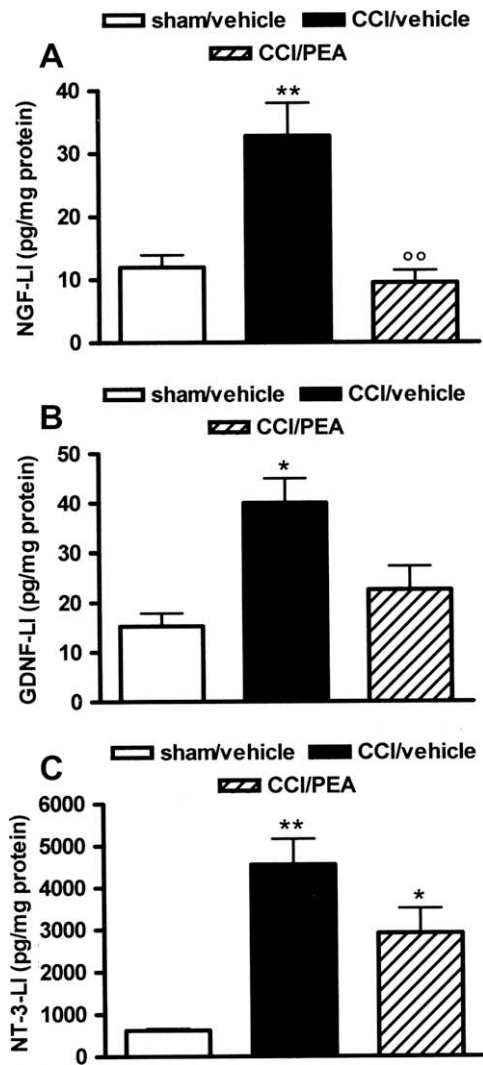 sham/vehicle CCI/vehicle
A CCI/PEA
**
°°
NGF-LI (pg/mg protein)
40
30
20
10
0
sham/vehicle CCI/vehicle
B CCI/PEA
*
GDNF-LI (pg/mg protein)
50
40
30
20
10
0
sham/vehicle CCI/vehicle
C CCI/PEA
**
*
NT-3-LI (pg/mg protein)
6000
5000
4000
3000
2000
1000
0